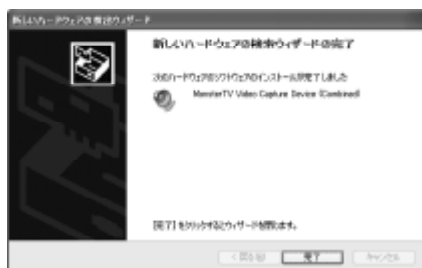 新しいハードウェアの検索ウィザード
新しいハードウェアの検索ウィザードの完了
次のハードウェアのソフトウェアのインストールが完了しました
MonsterTV Video Capture Device (Combined)
[完了] をクリックするとウィザードを閉じます。
< 戻る(B)
完了
キャンセル